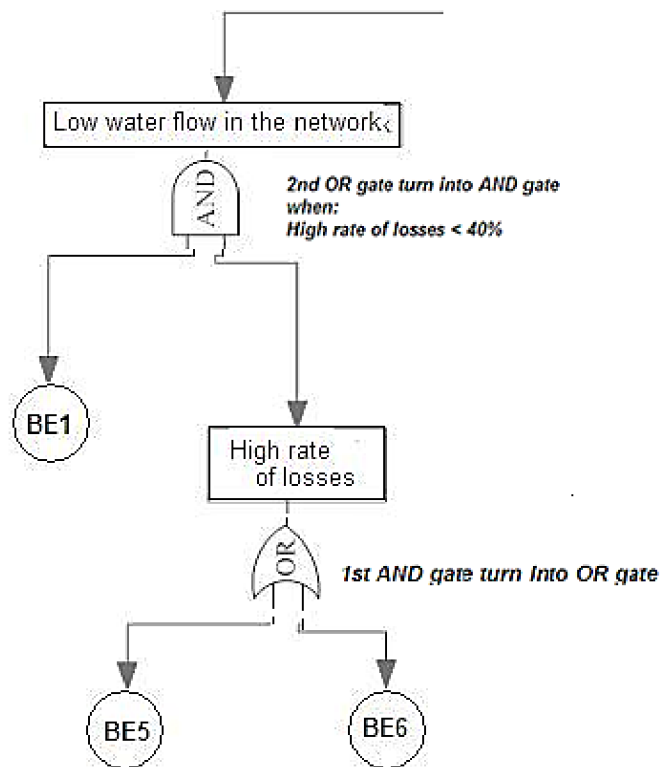 Low water flow in the network
AND
2nd OR gate turn into AND gate
when:
High rate of losses < 40%
BE1
High rate
of losses
OR
1st AND gate turn Into OR gate
BE5
BE6